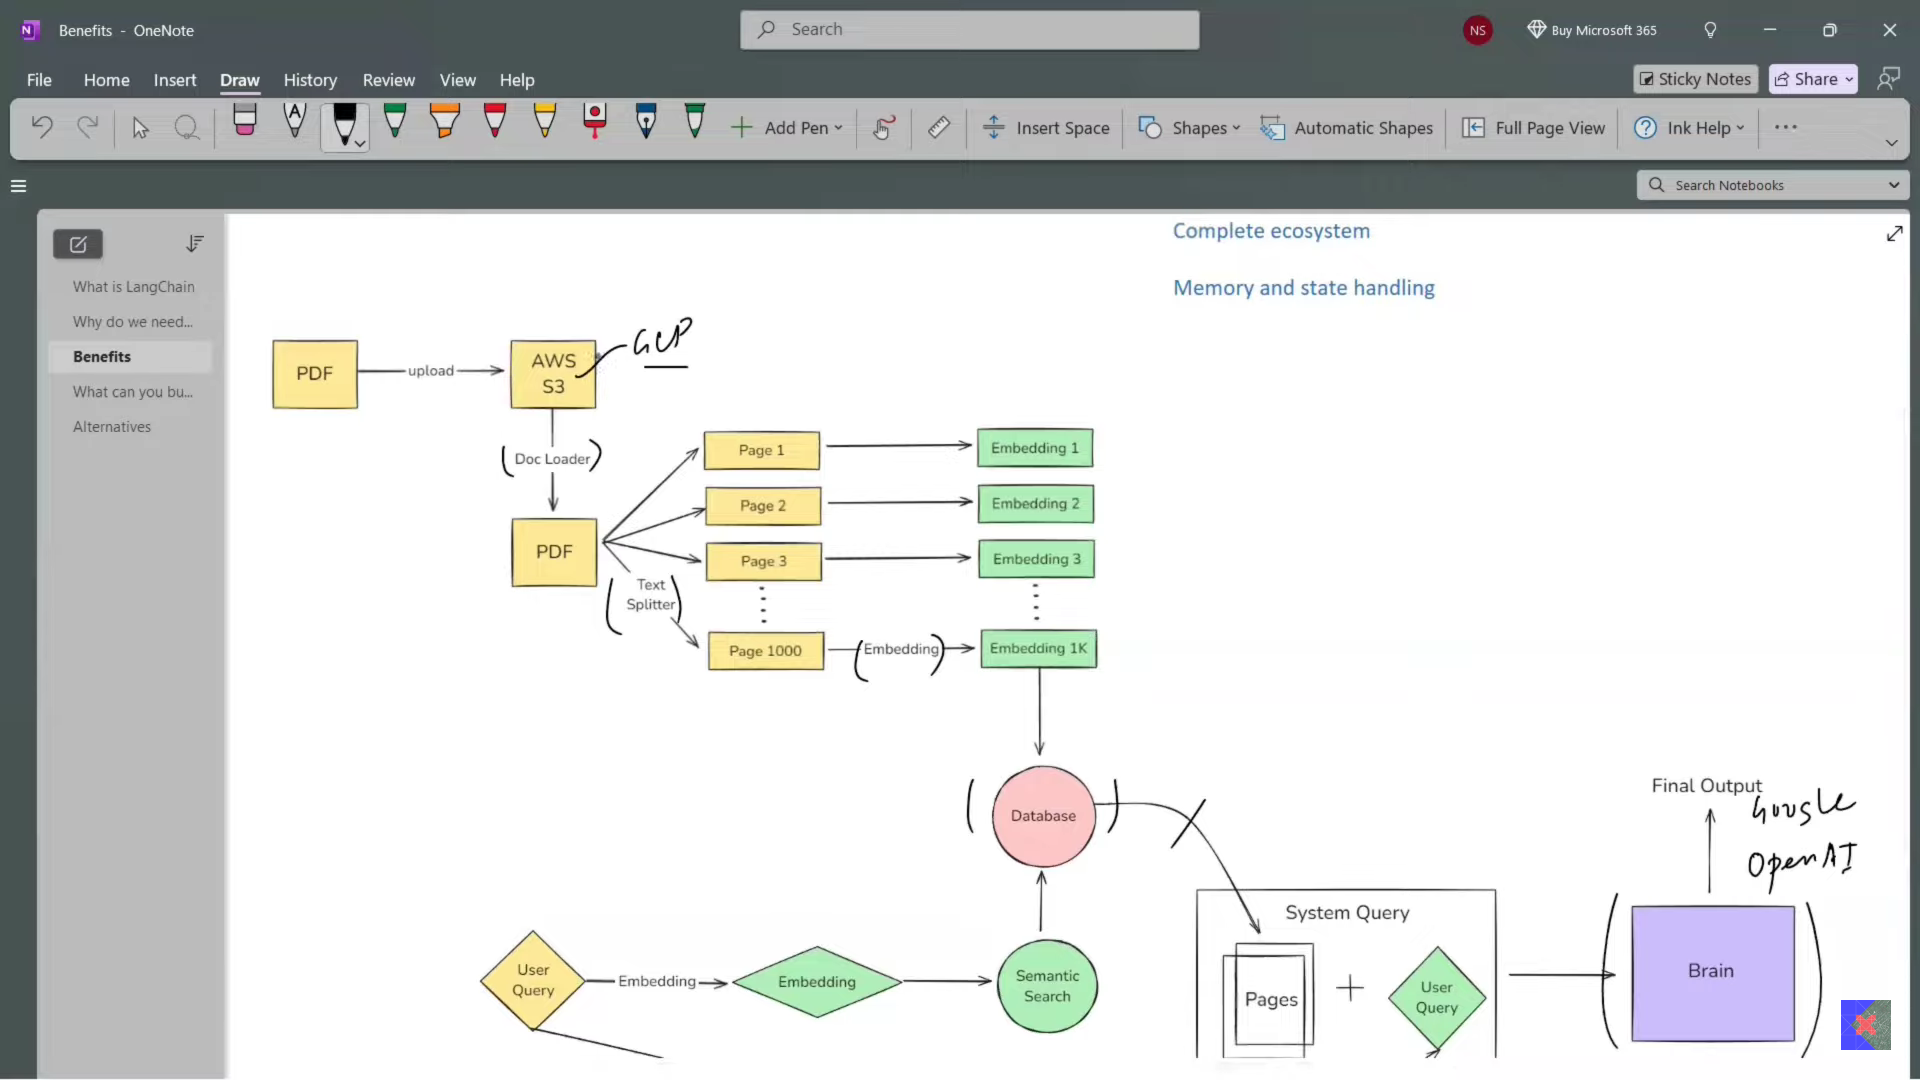 Benefits - OneNote
Search
NS
Buy Microsoft 365
File Home Insert Draw History Review View Help
Sticky Notes
Share
Add Pen
Insert Space
Shapes
Automatic Shapes
Full Page View
Ink Help
Search Notebooks
What is LangChain
Why do we need...
Benefits
What can you bu...
Alternatives
Complete ecosystem
Memory and state handling
PDF
upload
AWS
S3
GCP
Doc Loader
PDF
Text
Splitter
Page 1
Page 2
Page 3
Page 1000
Embedding
Embedding 1
Embedding 2
Embedding 3
Embedding 1K
Database
Final Output
Google
OpenAI
System Query
Pages
+
User
Query
Brain
User
Query
Embedding
Embedding
Semantic
Search